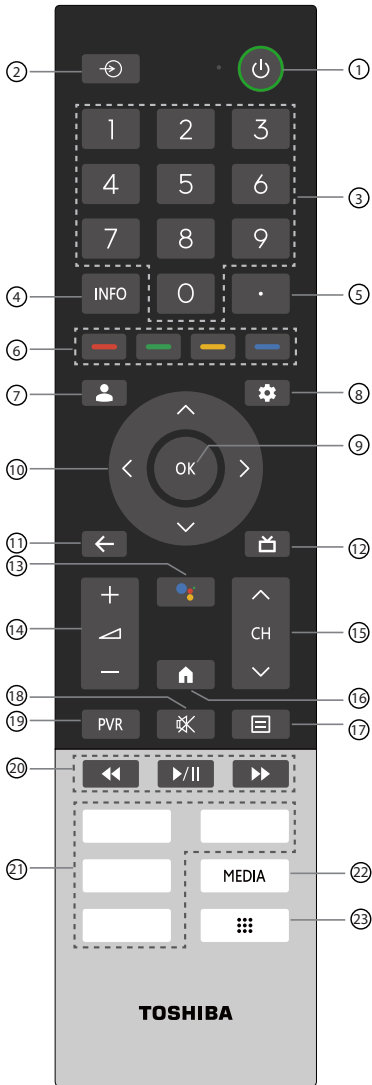 ② ①
1 2 3
4 5 6 ③
7 8 9
④ INFO 0 · ⑤
⑥
⑦ ⑧
⑨
⑩ OK
⑪ ⑫
⑬
+
⑭ CH ⑮
−
⑯
⑱
⑲ PVR ⑰
⑳
㉑ MEDIA ㉒
㉓
TOSHIBA